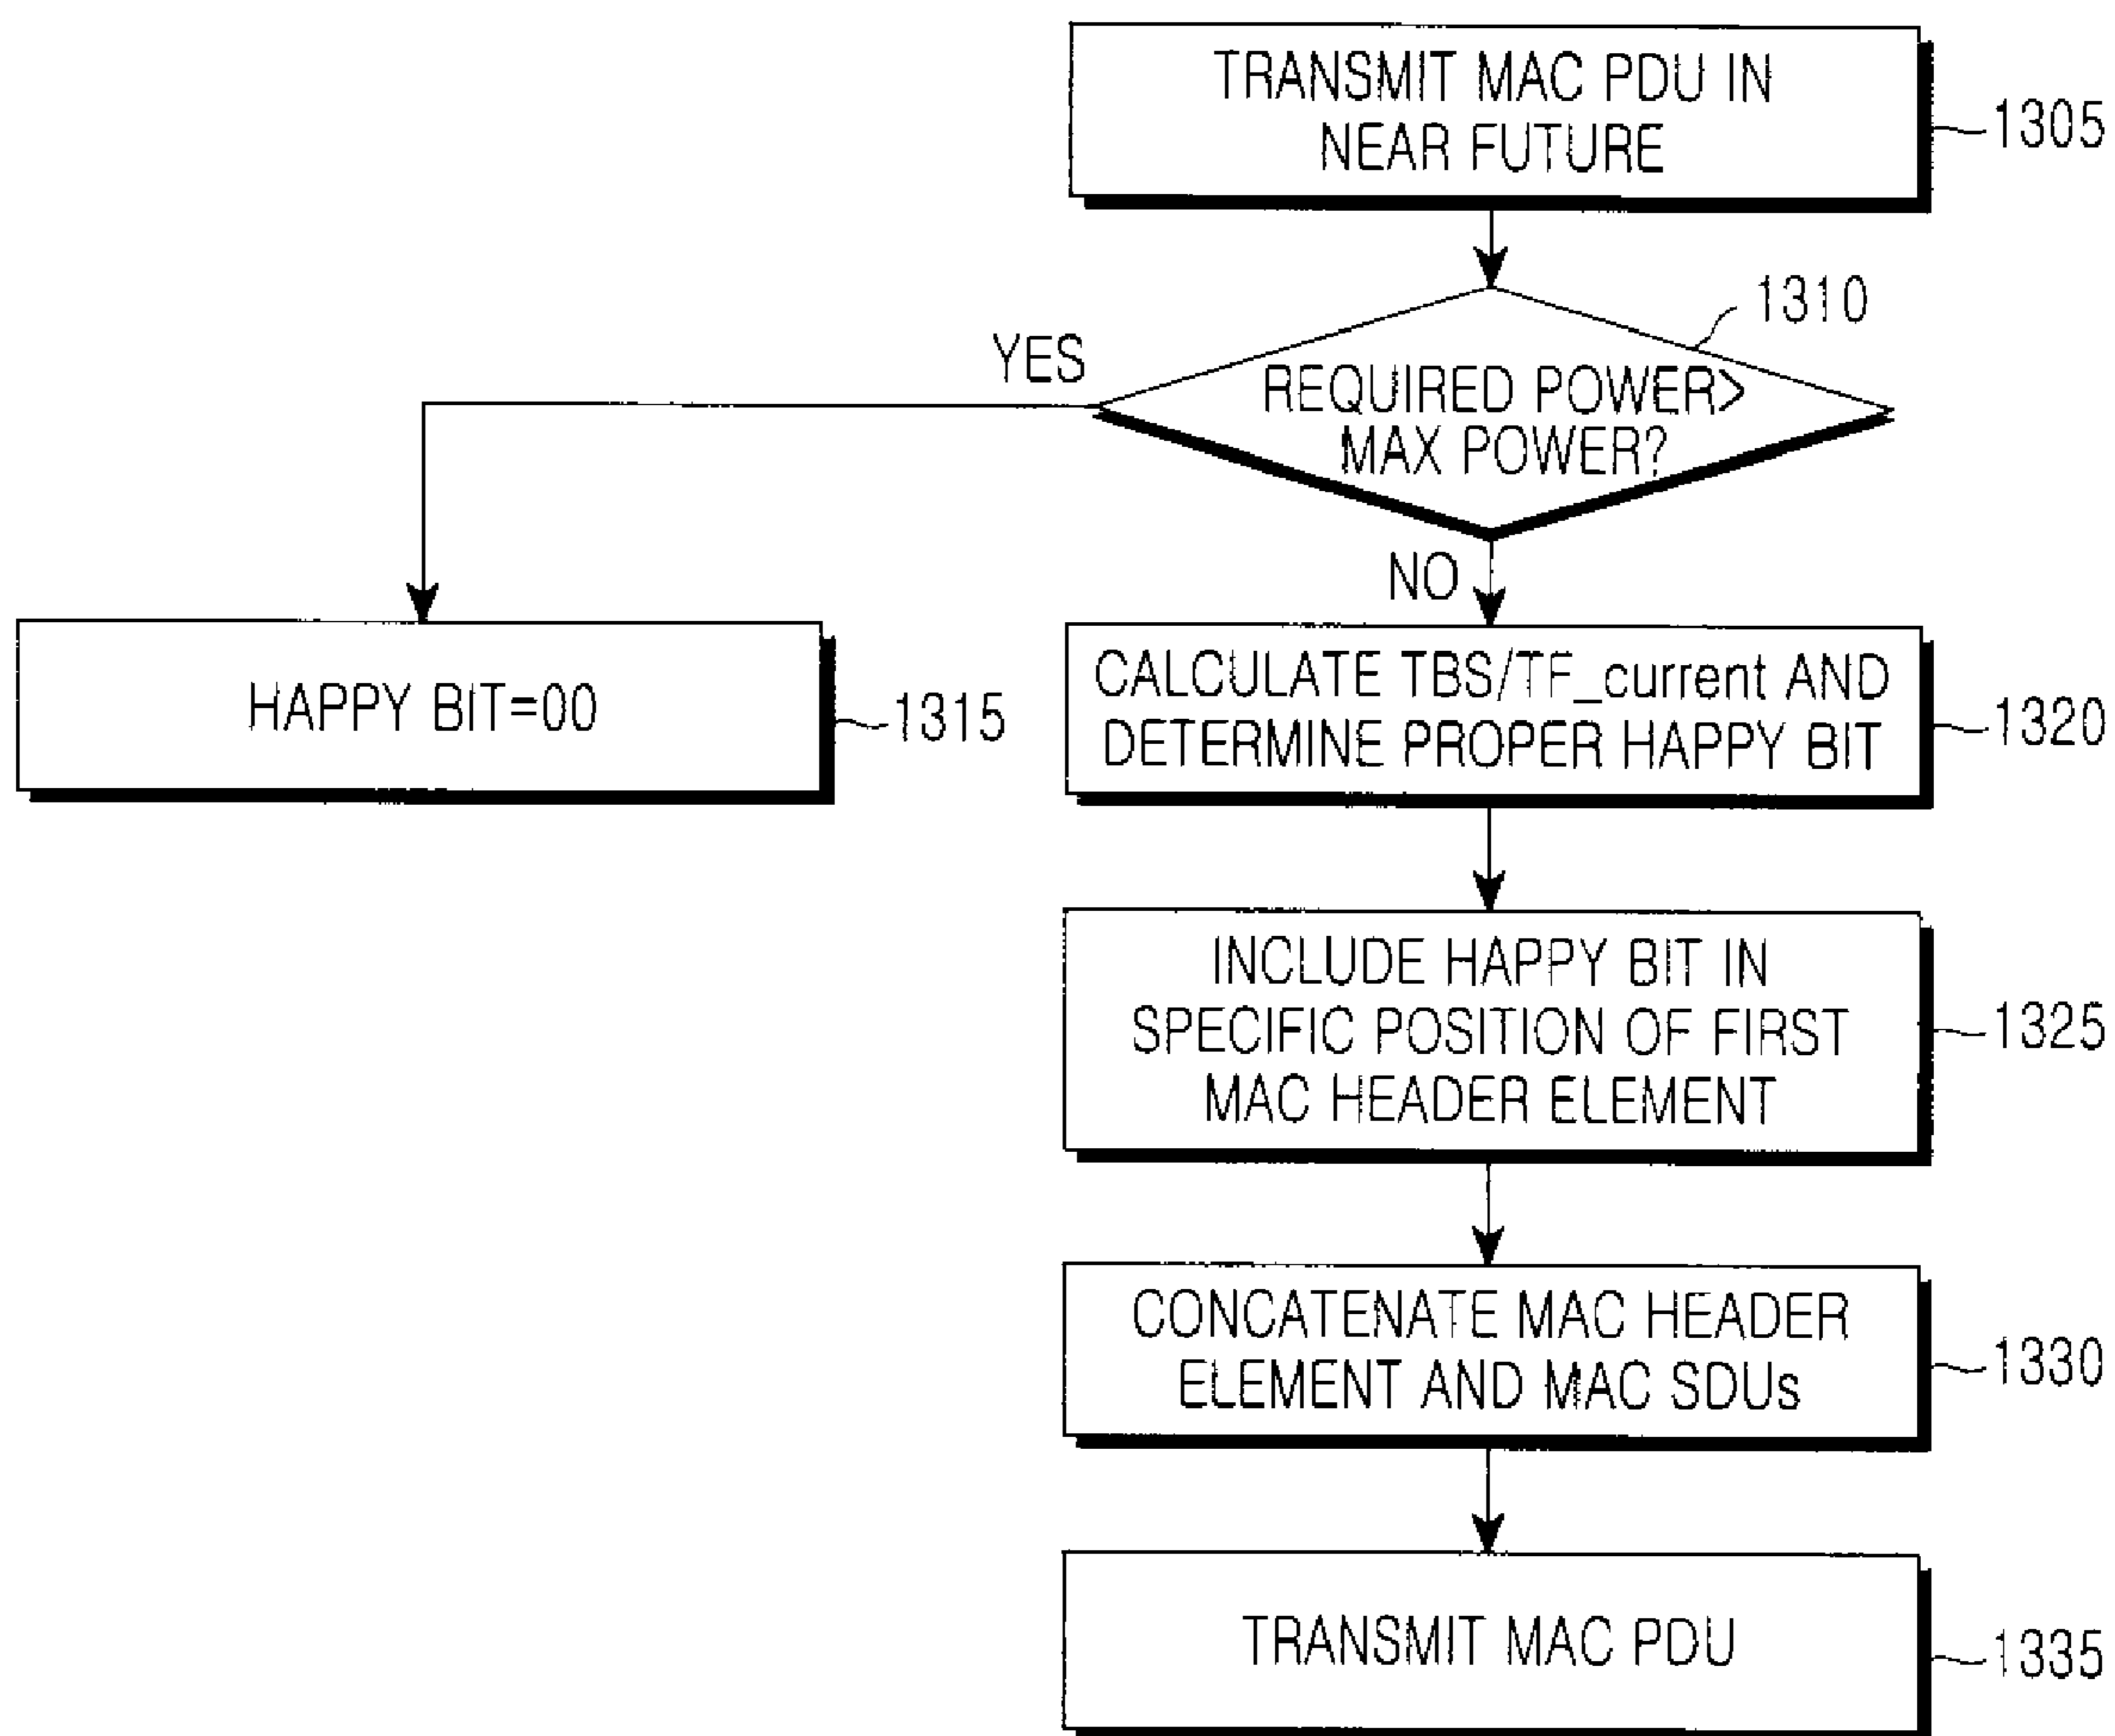 TRANSMIT MAC PDU IN
NEAR FUTURE
1305
1310
YES
REQUIRED POWER>
MAX POWER?
NO
HAPPY BIT=00
1315
CALCULATE TBS/TF_current AND
DETERMINE PROPER HAPPY BIT
1320
INCLUDE HAPPY BIT IN
SPECIFIC POSITION OF FIRST
MAC HEADER ELEMENT
1325
CONCATENATE MAC HEADER
ELEMENT AND MAC SDUs
1330
TRANSMIT MAC PDU
1335